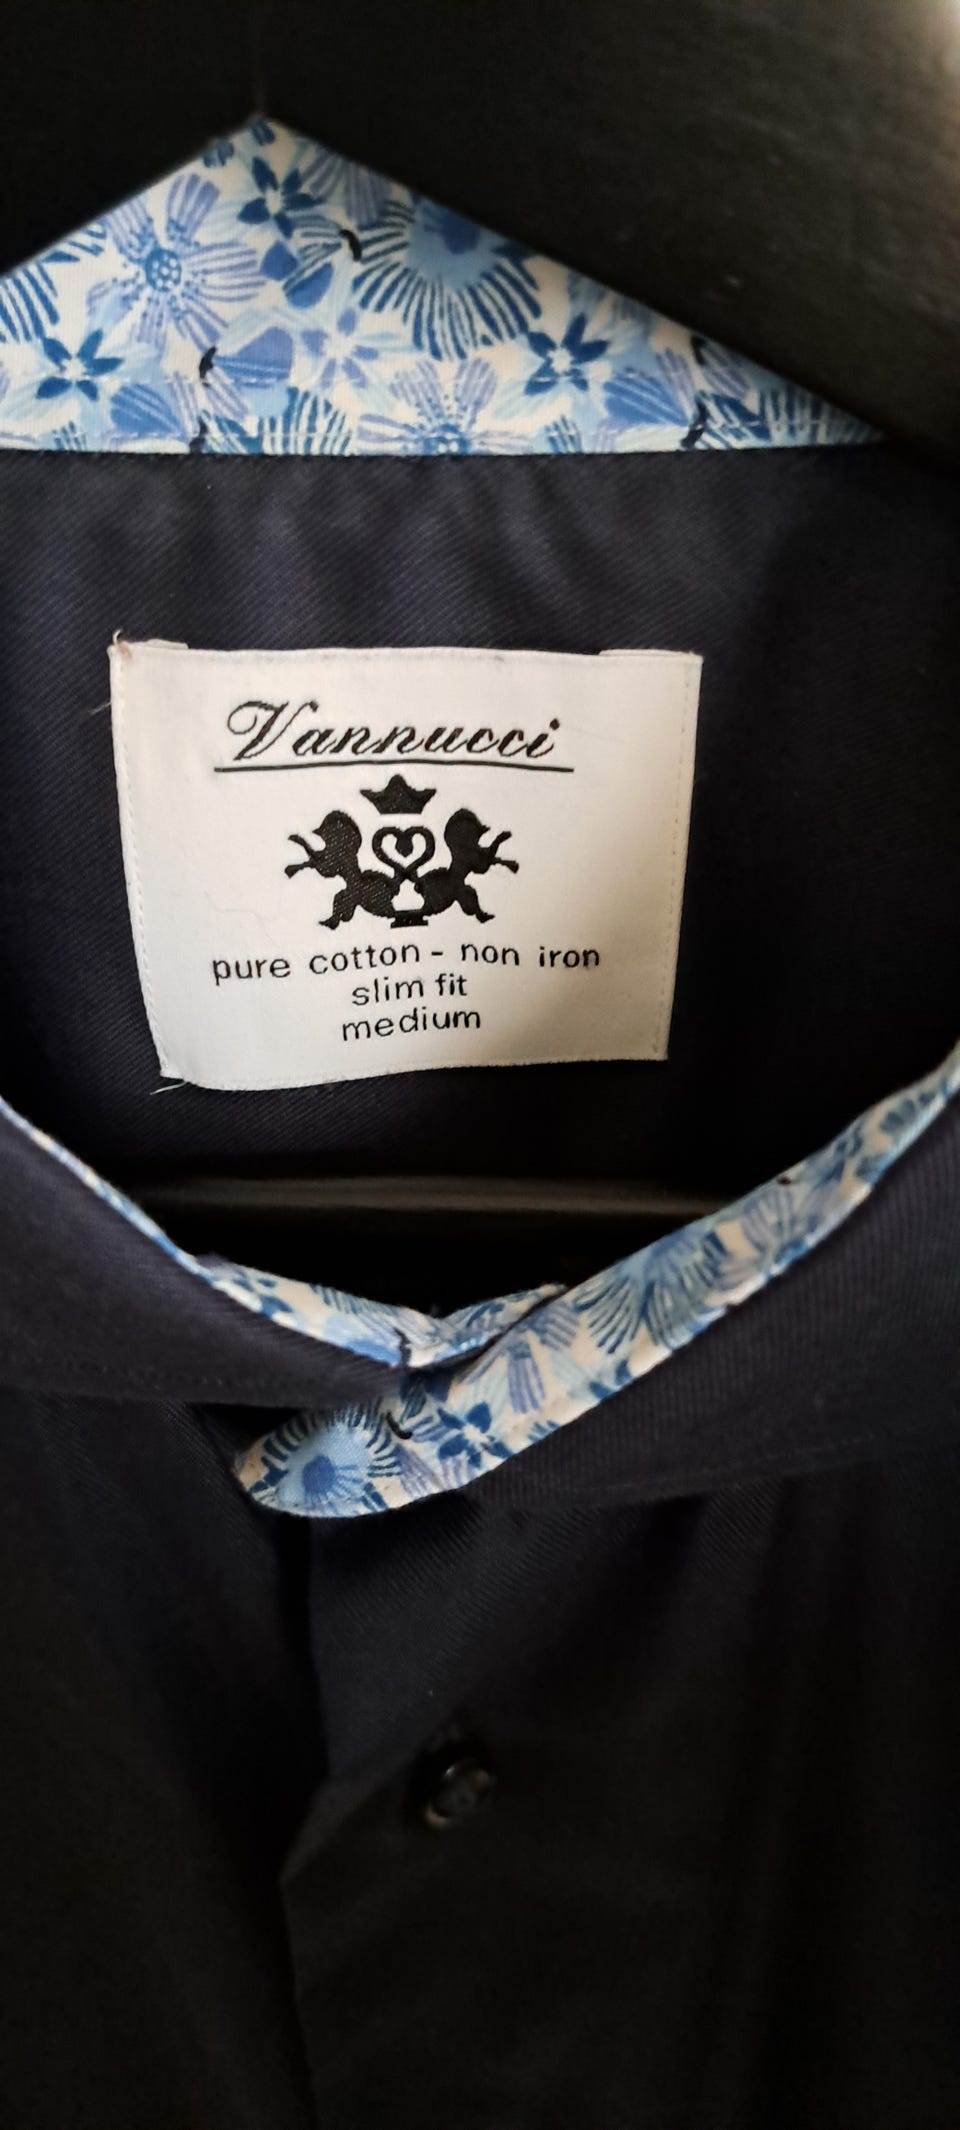 Vannucci
pure cotton - non iron
slim fit
medium